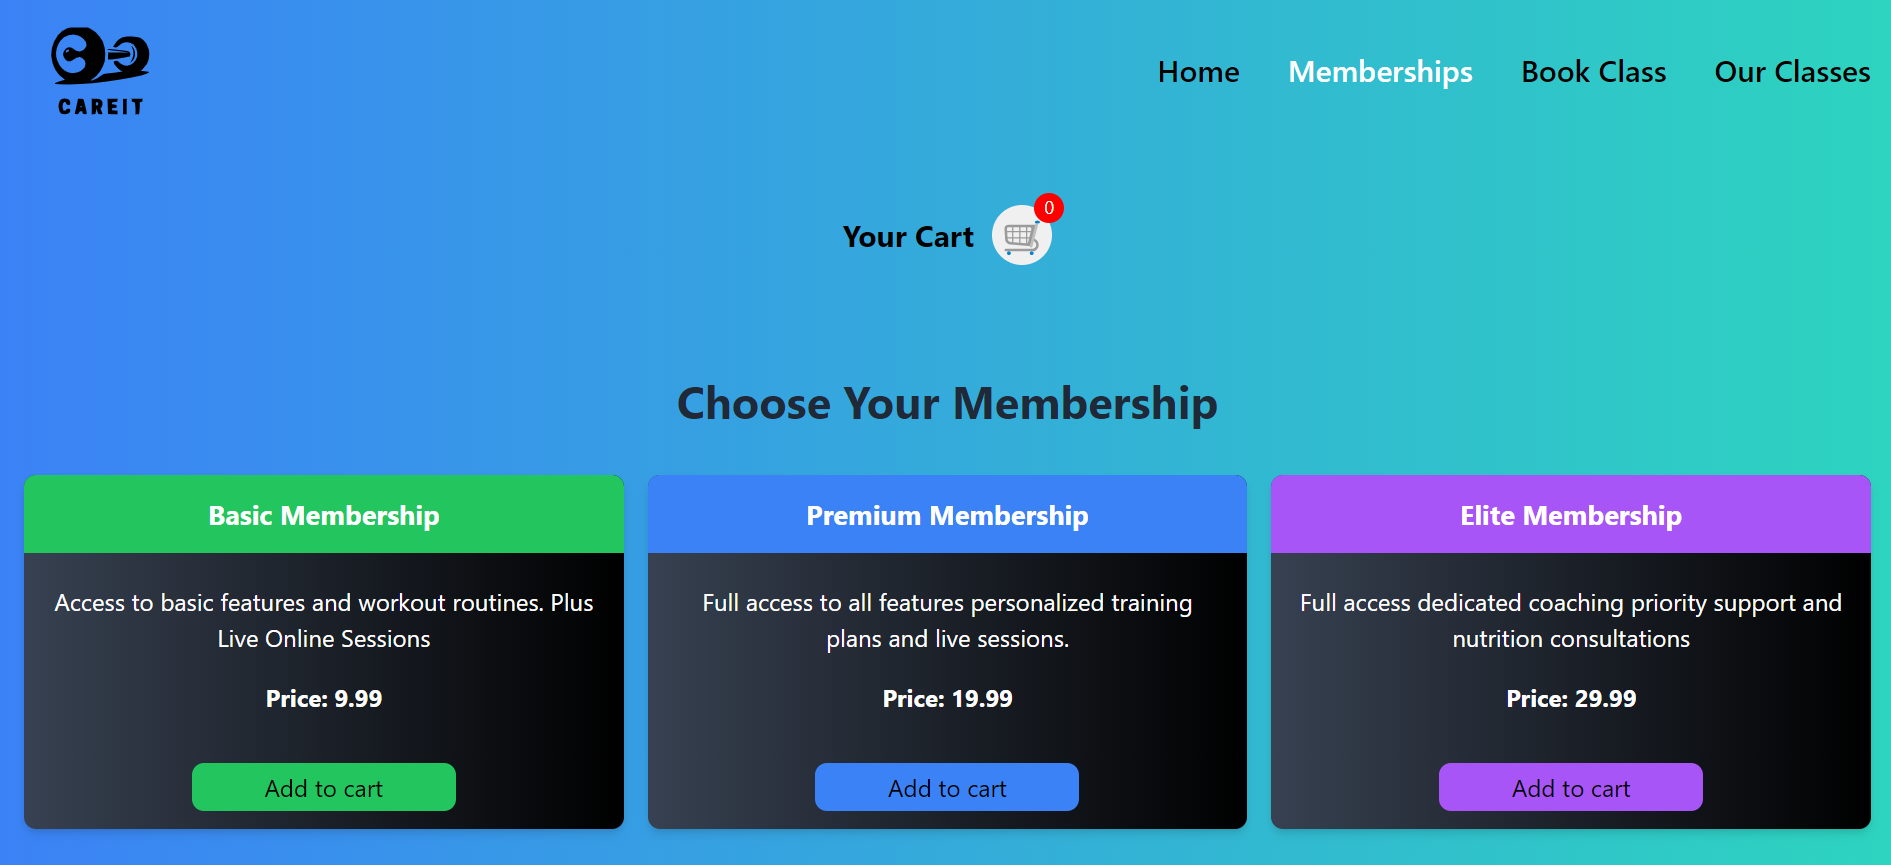 CAREIT
Home Memberships Book Class Our Classes
Your Cart 0
Choose Your Membership
Basic Membership
Access to basic features and workout routines. Plus
Live Online Sessions
Price: 9.99
Add to cart
Premium Membership
Full access to all features personalized training
plans and live sessions.
Price: 19.99
Add to cart
Elite Membership
Full access dedicated coaching priority support and
nutrition consultations
Price: 29.99
Add to cart